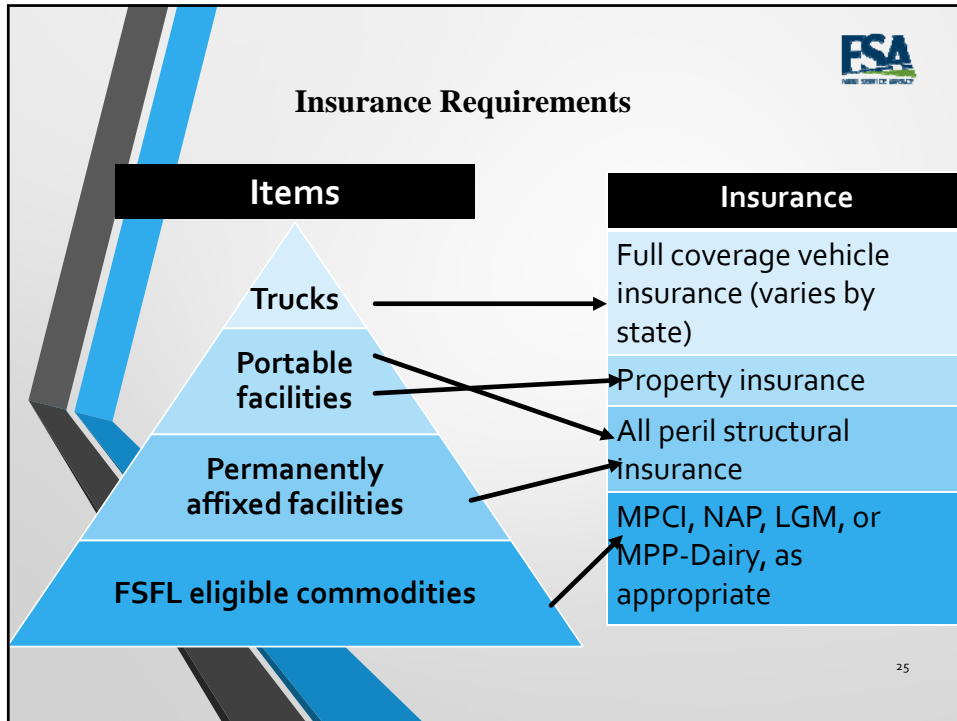 FSA
Insurance Requirements
Items
Trucks
Portable
facilities
Permanently
affixed facilities
FSFL eligible commodities
Insurance
Full coverage vehicle
insurance (varies by
state)
Property insurance
All peril structural
insurance
MPCI, NAP, LGM, or
MPP-Dairy, as
appropriate
25